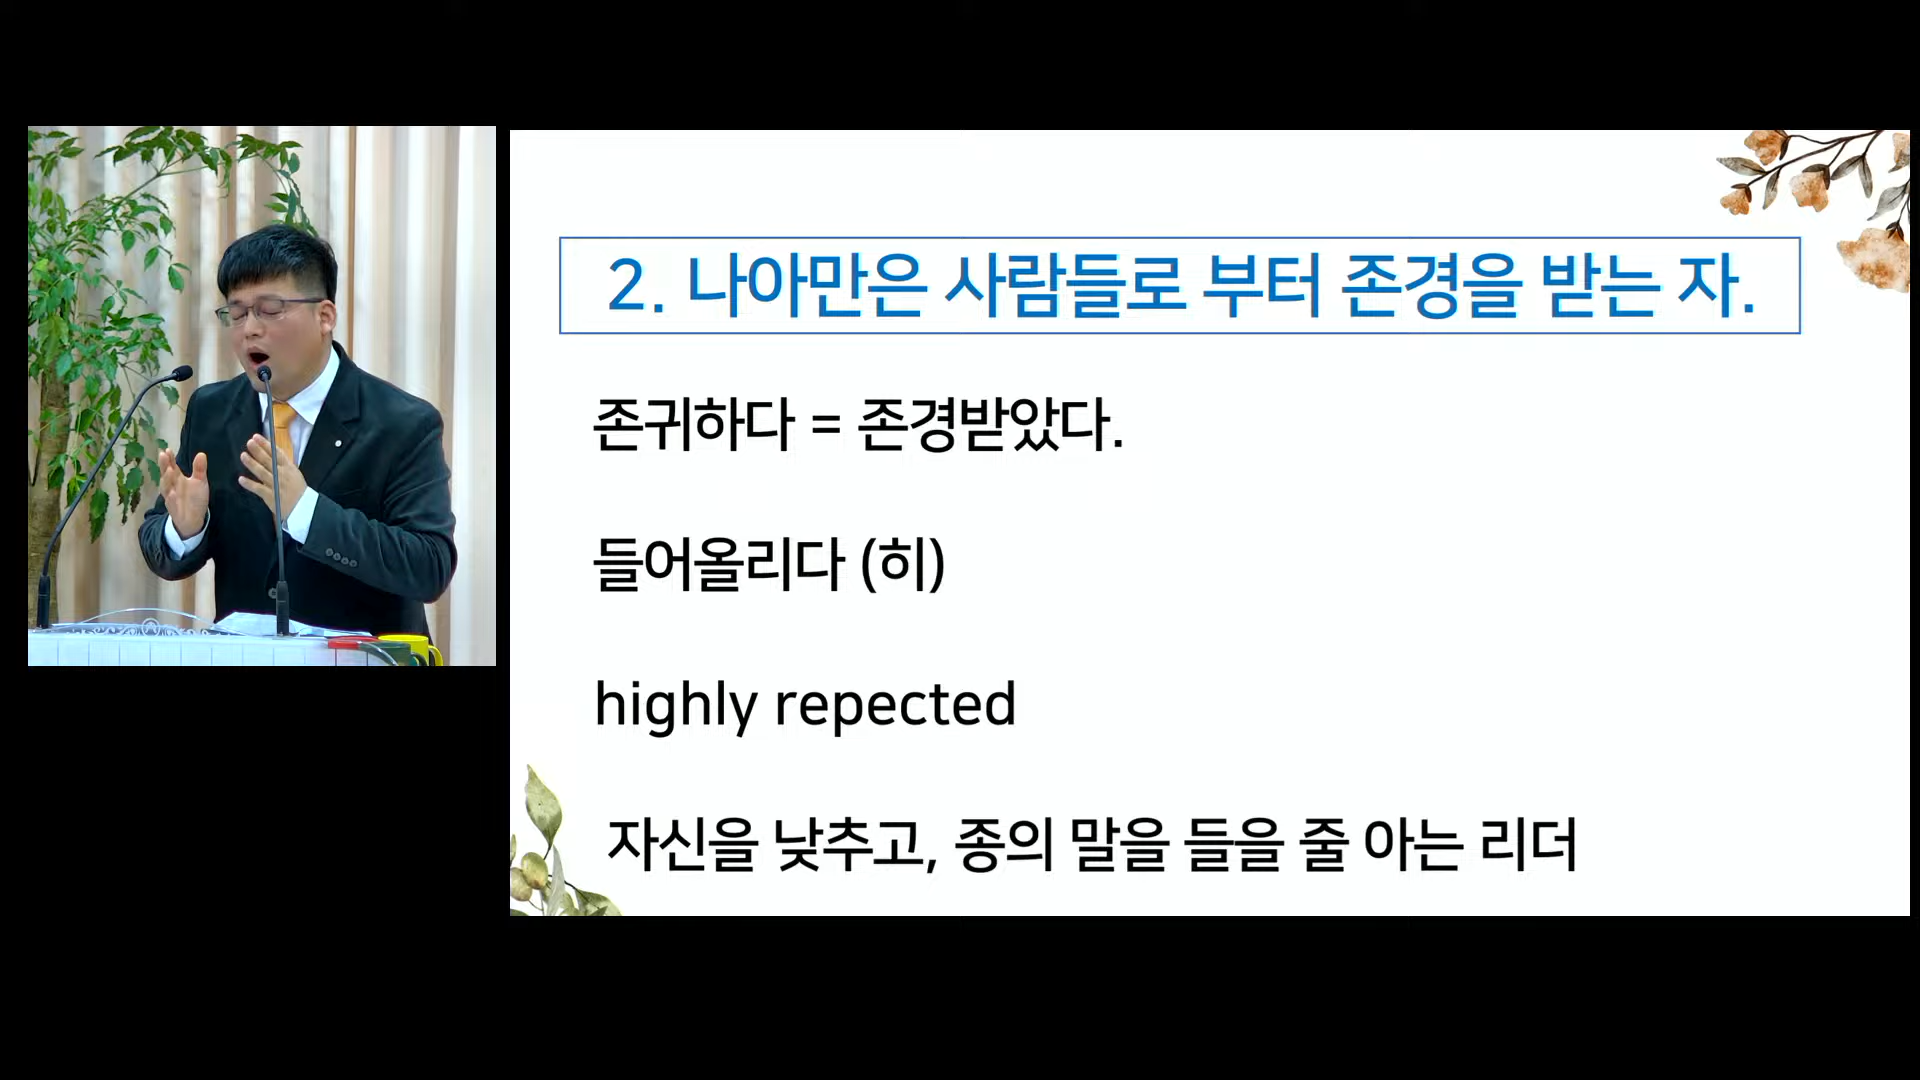 2. 나아만은 사람들로 부터 존경을 받는 자.
존귀하다 = 존경받았다.
들어올리다 (히)
highly repected
자신을 낮추고, 종의 말을 들을 줄 아는 리더